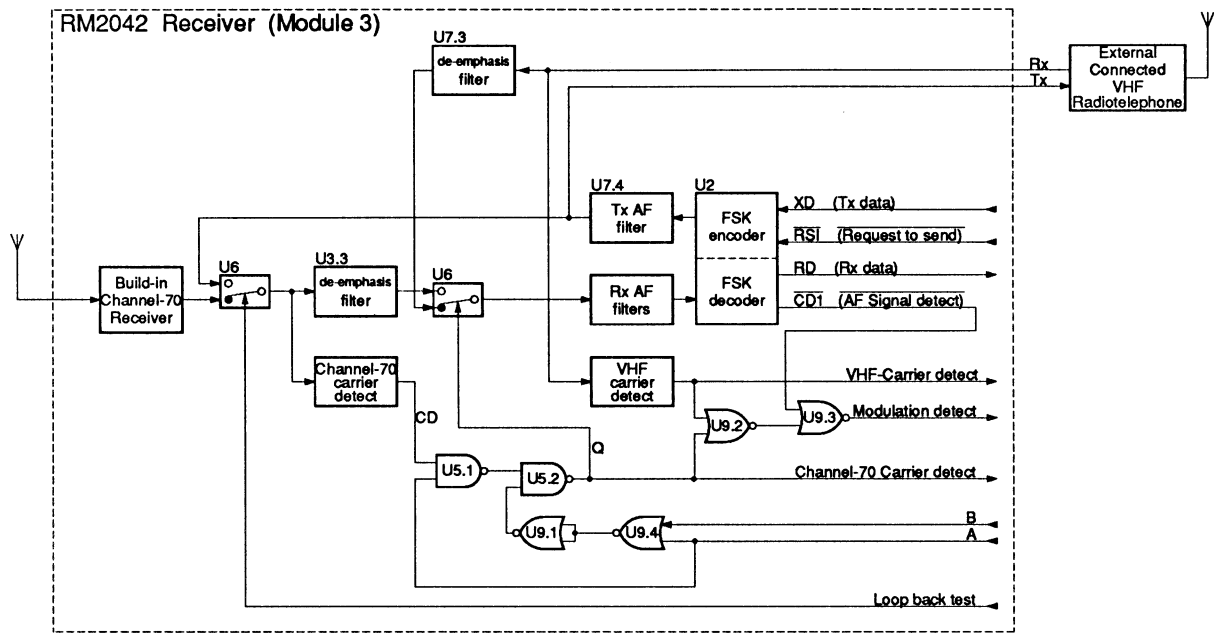 RM2042 Receiver (Module 3)
U7.3
de-emphasis
filter
Rx
Tx
External
Connected
VHF
Radiotelephone
U7.4
Tx AF
filter
U2
FSK
encoder
FSK
decoder
XD (Tx data)
RSI (Request to send)
RD (Rx data)
CD1 (AF Signal detect)
Build-in
Channel-70
Receiver
U6
U3.3
de-emphasis
filter
U6
Rx AF
filters
Channel-70
carrier
detect
VHF
carrier
detect
VHF-Carrier detect
CD
U9.2
U9.3
Modulation detect
Q
U5.1
U5.2
Channel-70 Carrier detect
U9.1
U9.4
B
A
Loop back test